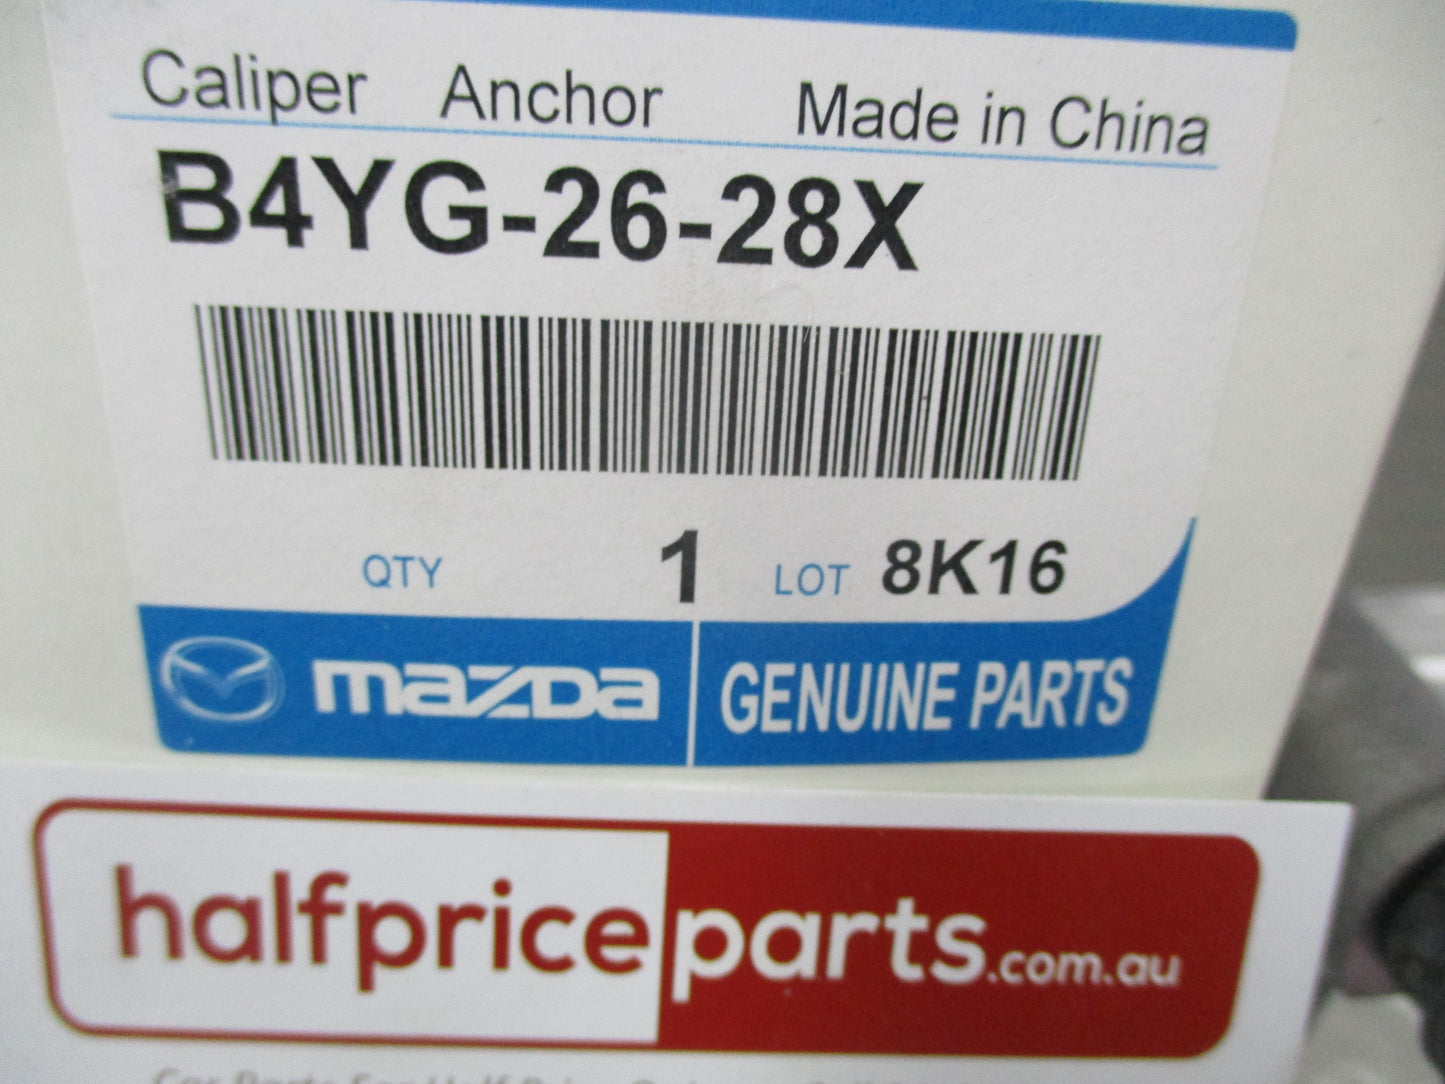 Caliper Anchor Made in China
B4YG-26-28X
QTY 1 LOT 8K16
mazda GENUINE PARTS
halfpriceparts.com.au